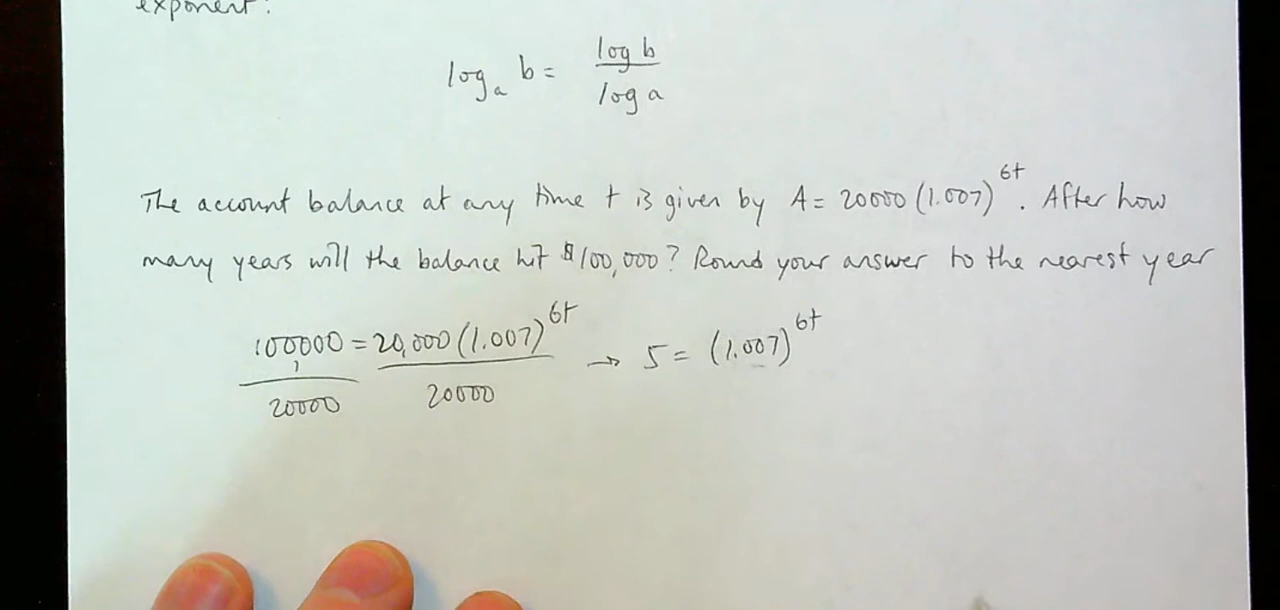 exponent:
log_a b = log b / log a
The account balance at any time t is given by A = 20000 (1.007)^6t. After how
many years will the balance hit $100,000? Round your answer to the nearest year
100,000 / 20000 = 20,000 (1.007)^6t / 20000 → 5 = (1.007)^6t